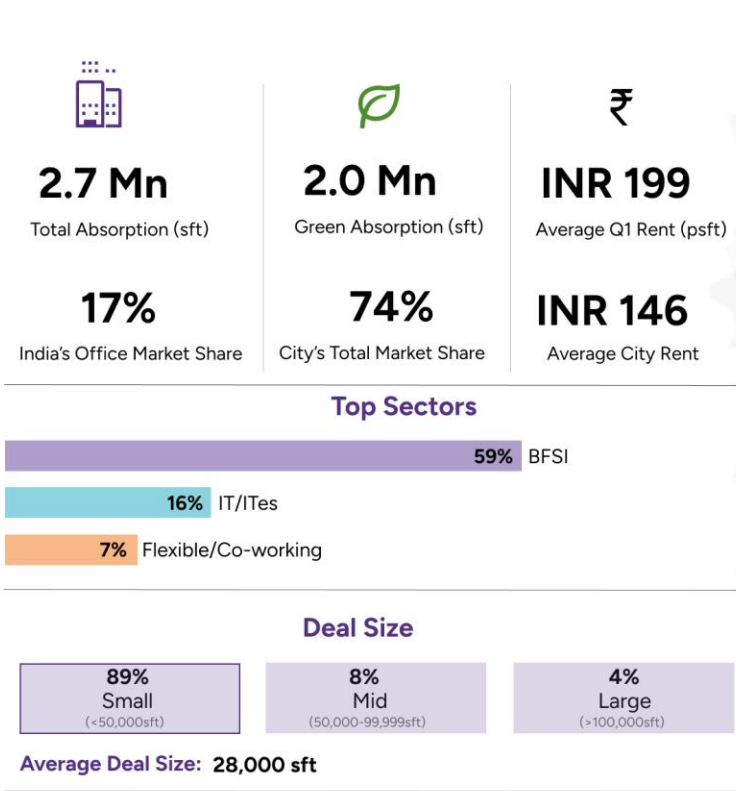 ₹
2.7 Mn
2.0 Mn
INR 199
Total Absorption (sft)
Green Absorption (sft)
Average Q1 Rent (psft)
17%
74%
INR 146
India's Office Market Share
City's Total Market Share
Average City Rent
Top Sectors
59% BFSI
16% IT/ITes
7% Flexible/Co-working
Deal Size
89%
Small
(<50,000sft)
8%
Mid
(50,000-99,999sft)
4%
Large
(>100,000sft)
Average Deal Size: 28,000 sft